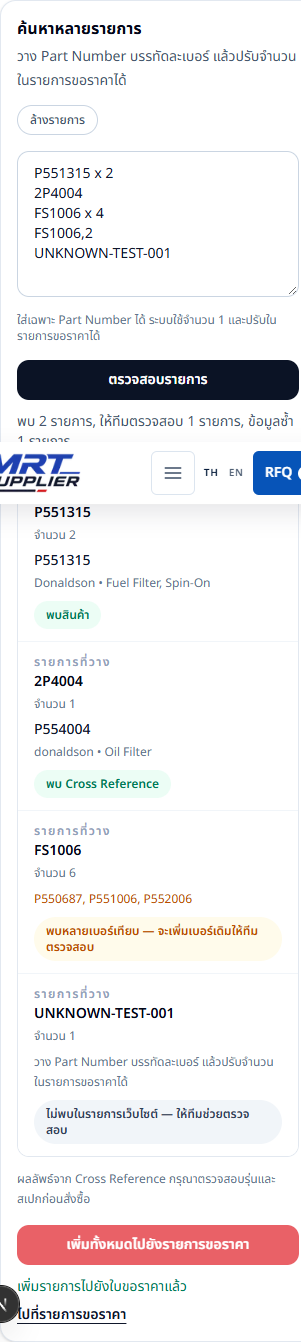 ค้นหาหลายรายการ
วาง Part Number บรรทัดละเบอร์ แล้วปรับจำนวน
ในรายการขอราคาได้
ล้างรายการ
P551315 x 2
2P4004
FS1006 x 4
FS1006,2
UNKNOWN-TEST-001
ใส่เฉพาะ Part Number ได้ ระบบใช้จำนวน 1 และปรับใน
รายการขอราคาได้
ตรวจสอบรายการ
พบ 2 รายการ, ให้ทีมตรวจสอบ 1 รายการ, ข้อมูลซ้ำ
1 รายการ
MRT
SUPPLIER
TH EN RFQ
P551315
จำนวน 2
P551315
Donaldson • Fuel Filter, Spin-On
พบสินค้า
รายการที่วาง
2P4004
จำนวน 1
P554004
donaldson • Oil Filter
พบ Cross Reference
รายการที่วาง
FS1006
จำนวน 6
P550687, P551006, P552006
พบหลายเบอร์เทียบ — จะเพิ่มเบอร์เดิมให้ทีม
ตรวจสอบ
รายการที่วาง
UNKNOWN-TEST-001
จำนวน 1
วาง Part Number บรรทัดละเบอร์ แล้วปรับจำนวน
ในรายการขอราคาได้
ไม่พบในรายการเว็บไซต์ — ให้ทีมช่วยตรวจ
สอบ
ผลลัพธ์จาก Cross Reference กรุณาตรวจสอบรุ่นและ
สเปกก่อนสั่งซื้อ
เพิ่มทั้งหมดไปยังรายการขอราคา
เพิ่มรายการไปยังใบขอราคาแล้ว
ไปที่รายการขอราคา